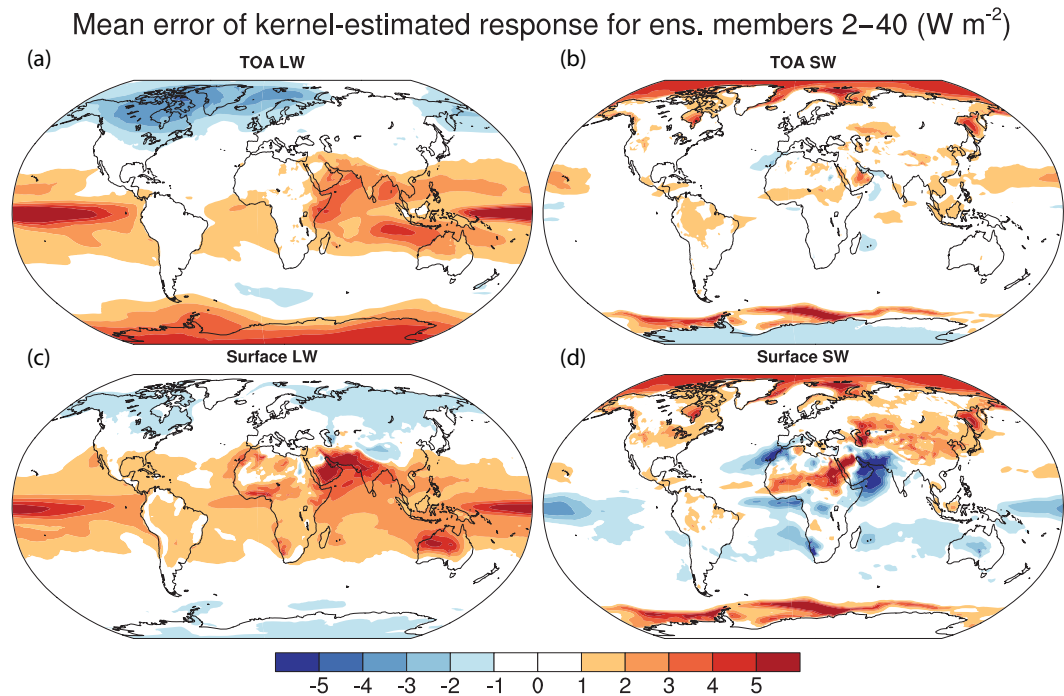 Mean error of kernel-estimated response for ens. members 2−40 (W m-2)
(a)
TOA LW
(b)
TOA SW
(c)
Surface LW
(d)
Surface SW
-5 -4 -3 -2 -1 0 1 2 3 4 5